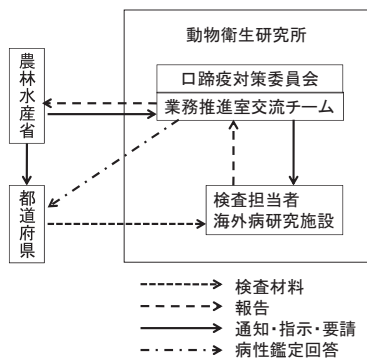 動物衛生研究所
農林水産省
口蹄疫対策委員会
業務推進室交流チーム
都道府県
検査担当者
海外病研究施設
検査材料
報告
通知・指示・要請
病性鑑定回答